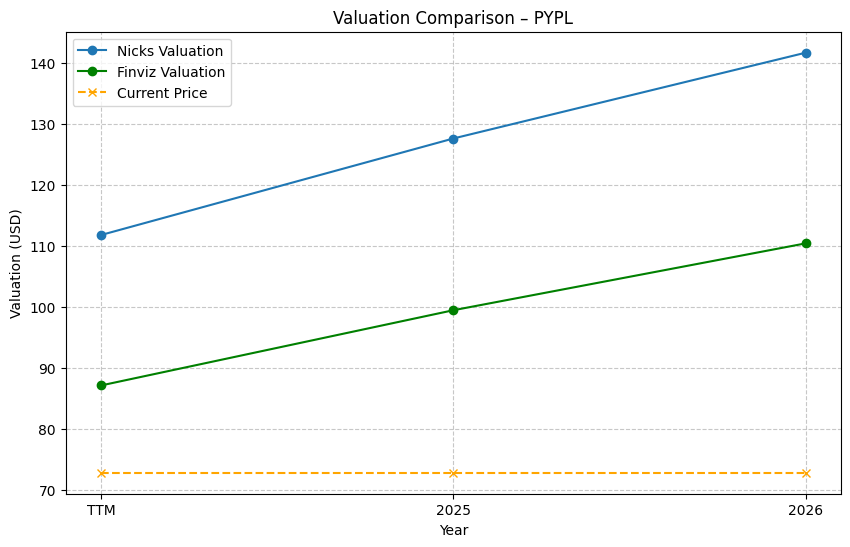 Valuation Comparison – PYPL
Nicks Valuation
Finviz Valuation
Current Price
Valuation (USD)
140
130
120
110
100
90
80
70
TTM
2025
2026
Year